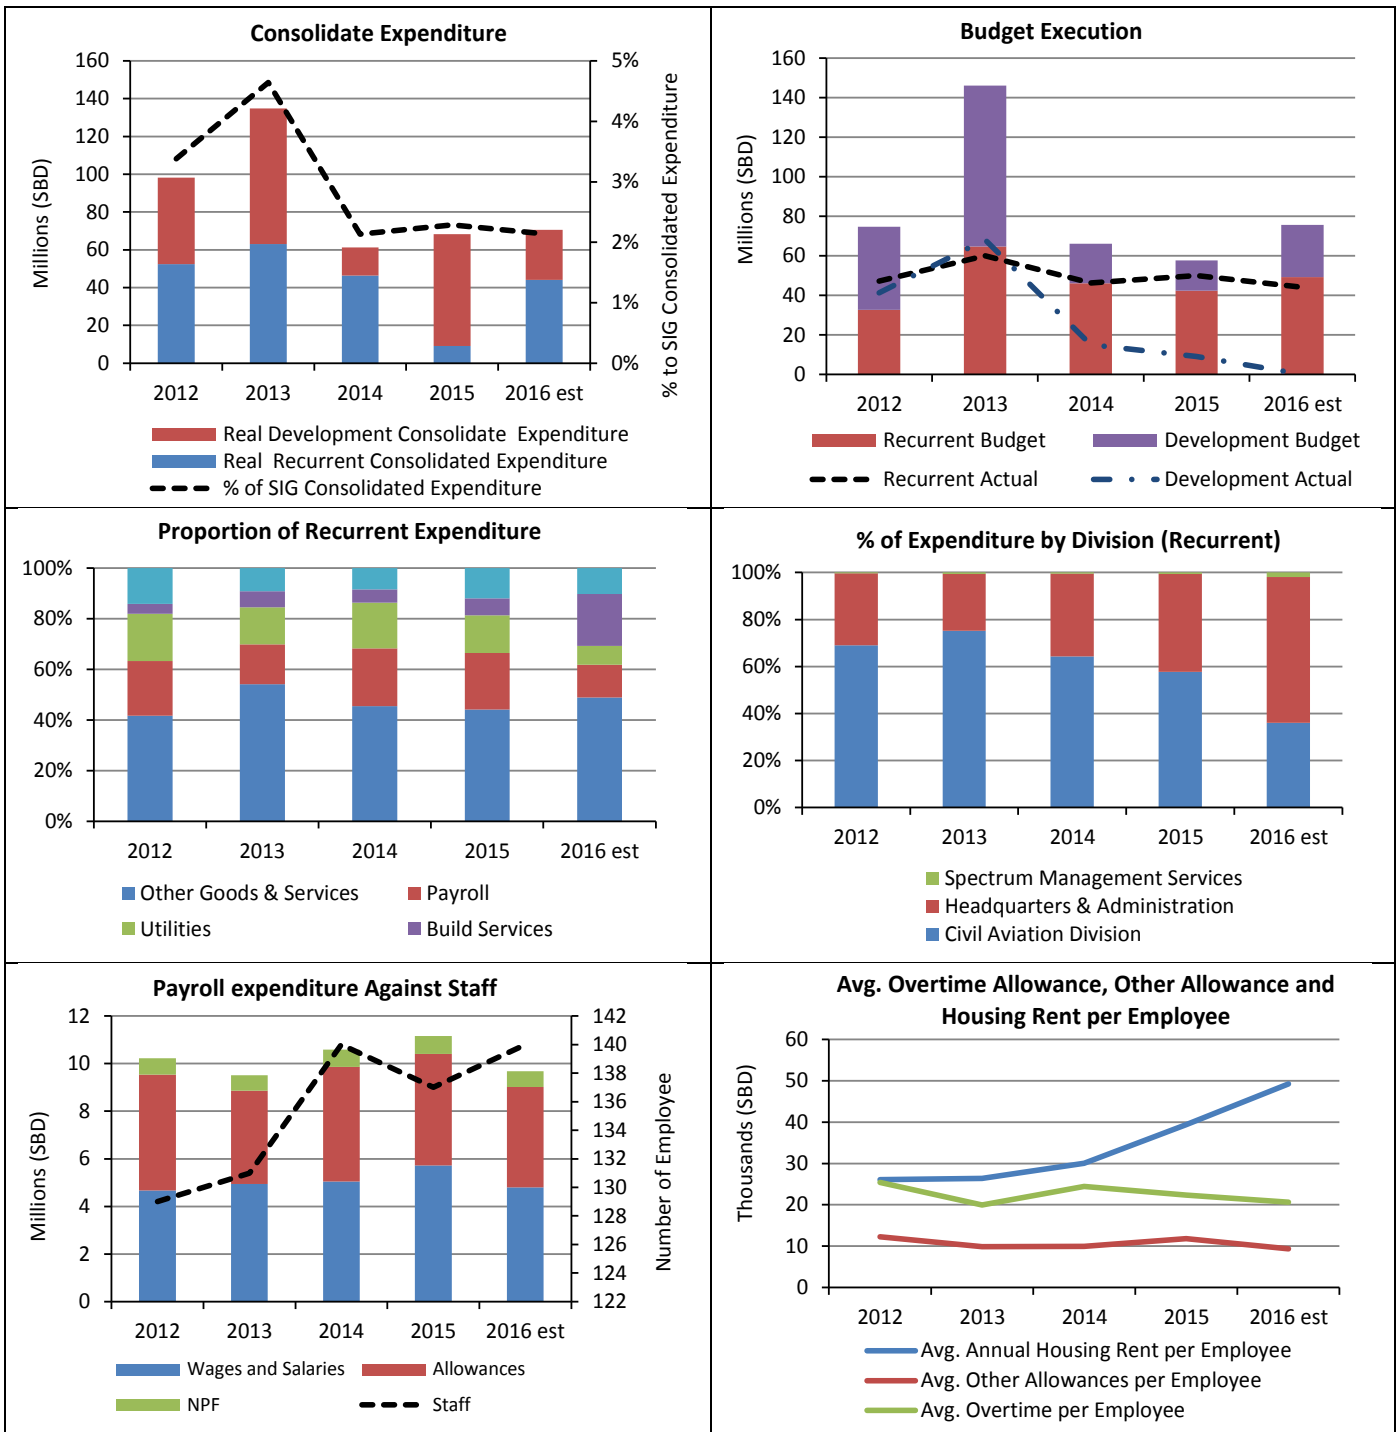 Consolidate Expenditure
160
140
120
100
80
60
40
20
0
Millions (SBD)
5%
4%
3%
2%
1%
0%
% to SIG Consolidated Expenditure
2012 2013 2014 2015 2016 est
Real Development Consolidate Expenditure
Real Recurrent Consolidated Expenditure
% of SIG Consolidated Expenditure
Budget Execution
160
140
120
100
80
60
40
20
0
Millions (SBD)
2012 2013 2014 2015 2016 est
Recurrent Budget Development Budget
Recurrent Actual Development Actual
Proportion of Recurrent Expenditure
100%
80%
60%
40%
20%
0%
2012 2013 2014 2015 2016 est
Other Goods & Services Payroll
Utilities Build Services
% of Expenditure by Division (Recurrent)
100%
80%
60%
40%
20%
0%
2012 2013 2014 2015 2016 est
Spectrum Management Services
Headquarters & Administration
Civil Aviation Division
Payroll expenditure Against Staff
12
10
8
6
4
2
0
Millions (SBD)
142
140
138
136
134
132
130
128
126
124
122
Number of Employee
2012 2013 2014 2015 2016 est
Wages and Salaries Allowances
NPF Staff
Avg. Overtime Allowance, Other Allowance and
Housing Rent per Employee
60
50
40
30
20
10
0
Thousands (SBD)
2012 2013 2014 2015 2016 est
Avg. Annual Housing Rent per Employee
Avg. Other Allowances per Employee
Avg. Overtime per Employee